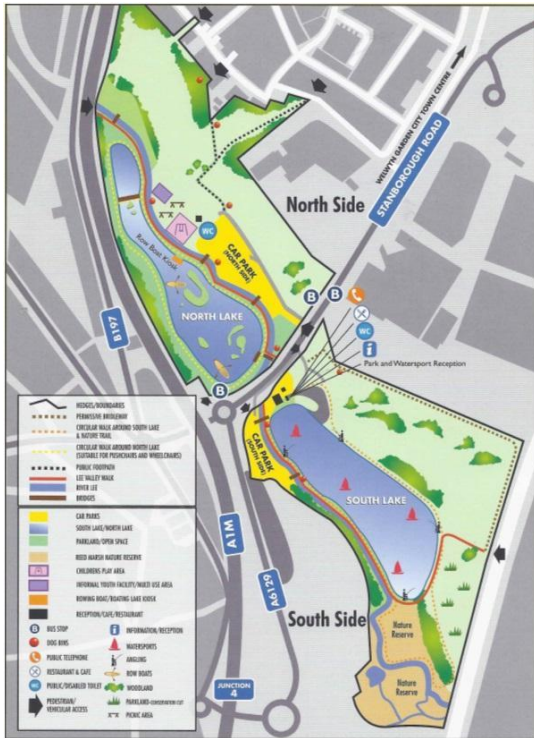 WELWYN GARDEN CITY TOWN CENTRE
STANBOROUGH ROAD
North Side
WC
Row Boat Kiosk
CAR PARK
(NORTH SIDE)
NORTH LAKE
B197
B
B
B
WC
i
Park and Watersport Reception
CAR PARK
(SOUTH SIDE)
SOUTH LAKE
A1M
A6129
South Side
Nature
Reserve
Nature
Reserve
JUNCTION
4
HEDGES/BOUNDARIES
PERMISSIVE BRIDLEWAY
CIRCULAR WALK AROUND SOUTH LAKE
& NATURE TRAIL
CIRCULAR WALK AROUND NORTH LAKE
(SUITABLE FOR PUSHCHAIRS AND WHEELCHAIRS)
PUBLIC FOOTPATH
LEE VALLEY WALK
RIVER LEE
BRIDGES
CAR PARKS
SOUTH LAKE/NORTH LAKE
PARKLAND/OPEN SPACE
REED MARSH NATURE RESERVE
CHILDRENS PLAY AREA
INFORMAL YOUTH FACILITY/MULTI USE AREA
ROWING BOAT/BOATING LAKE KIOSK
RECEPTION/CAFE/RESTAURANT
B BUS STOP
DOG BINS
PUBLIC TELEPHONE
RESTAURANT & CAFE
WC PUBLIC/DISABLED TOILET
PEDESTRIAN/
VEHICULAR ACCESS
i INFORMATION/RECEPTION
WATERSPORTS
ANGLING
ROW BOATS
WOODLAND
PARKLAND-CONSERVATION CUT
PICNIC AREA